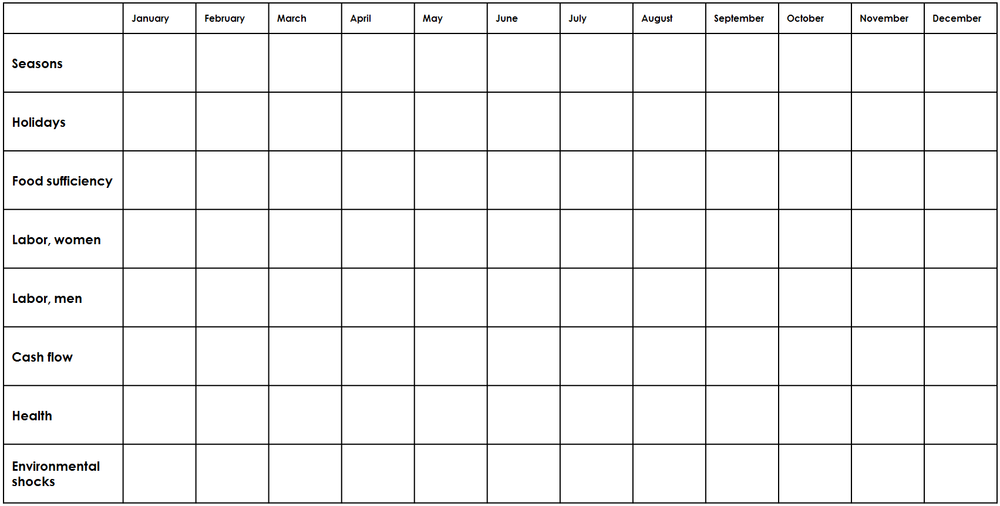 January February March April May June July August September October November December
Seasons
Holidays
Food sufficiency
Labor, women
Labor, men
Cash flow
Health
Environmental
shocks